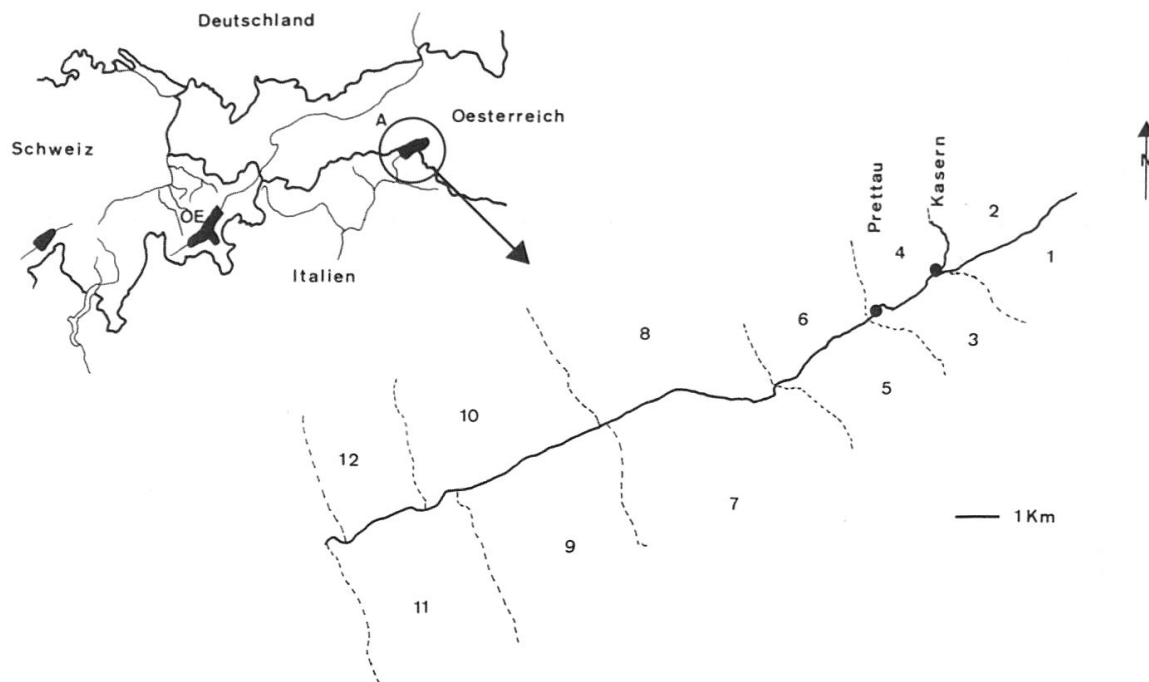 Deutschland
Oesterreich
A
Schweiz
OE
Italien
N
Prettau
Kasern
2
1
4
3
6
5
8
10
12
7
9
11
1 Km